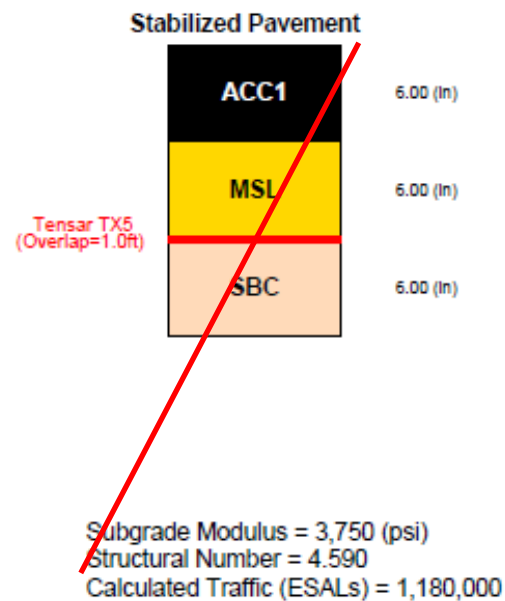 Stabilized Pavement
ACC1
6.00 (in)
MSL
6.00 (in)
Tensar TX5
(Overlap=1.0ft)
SBC
6.00 (in)
Subgrade Modulus = 3,750 (psi)
Structural Number = 4.590
Calculated Traffic (ESALs) = 1,180,000